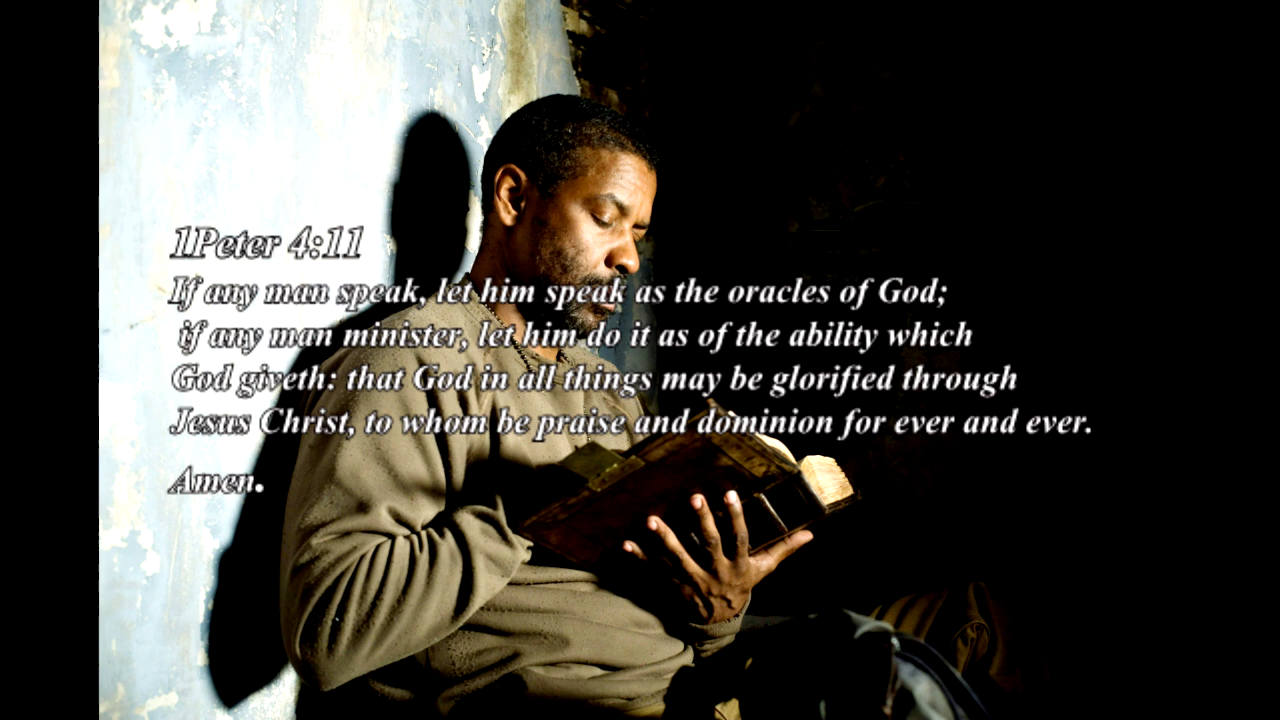 1Peter 4:11
If any man speak, let him speak as the oracles of God;
if any man minister, let him do it as of the ability which
God giveth: that God in all things may be glorified through
Jesus Christ, to whom be praise and dominion for ever and ever.
Amen.